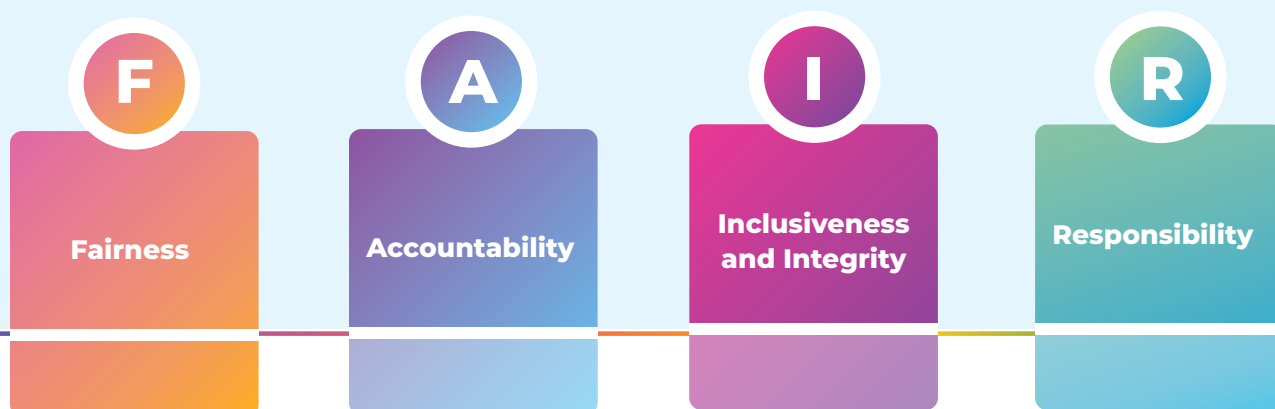 F
A
I
R
Fairness
Accountability
Inclusiveness
and Integrity
Responsibility